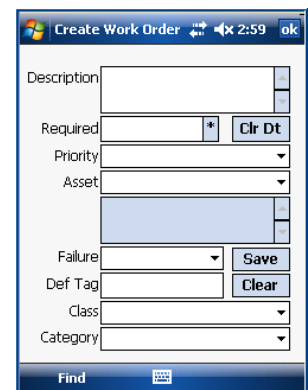 Create Work Order 2:59 ok
Description
Required * Clr Dt
Priority
Asset
Failure Save
Def Tag Clear
Class
Category
Find